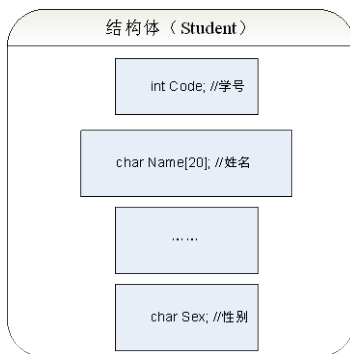 结构体（Student）
int Code; //学号
char Name[20]; //姓名
……
char Sex; //性别